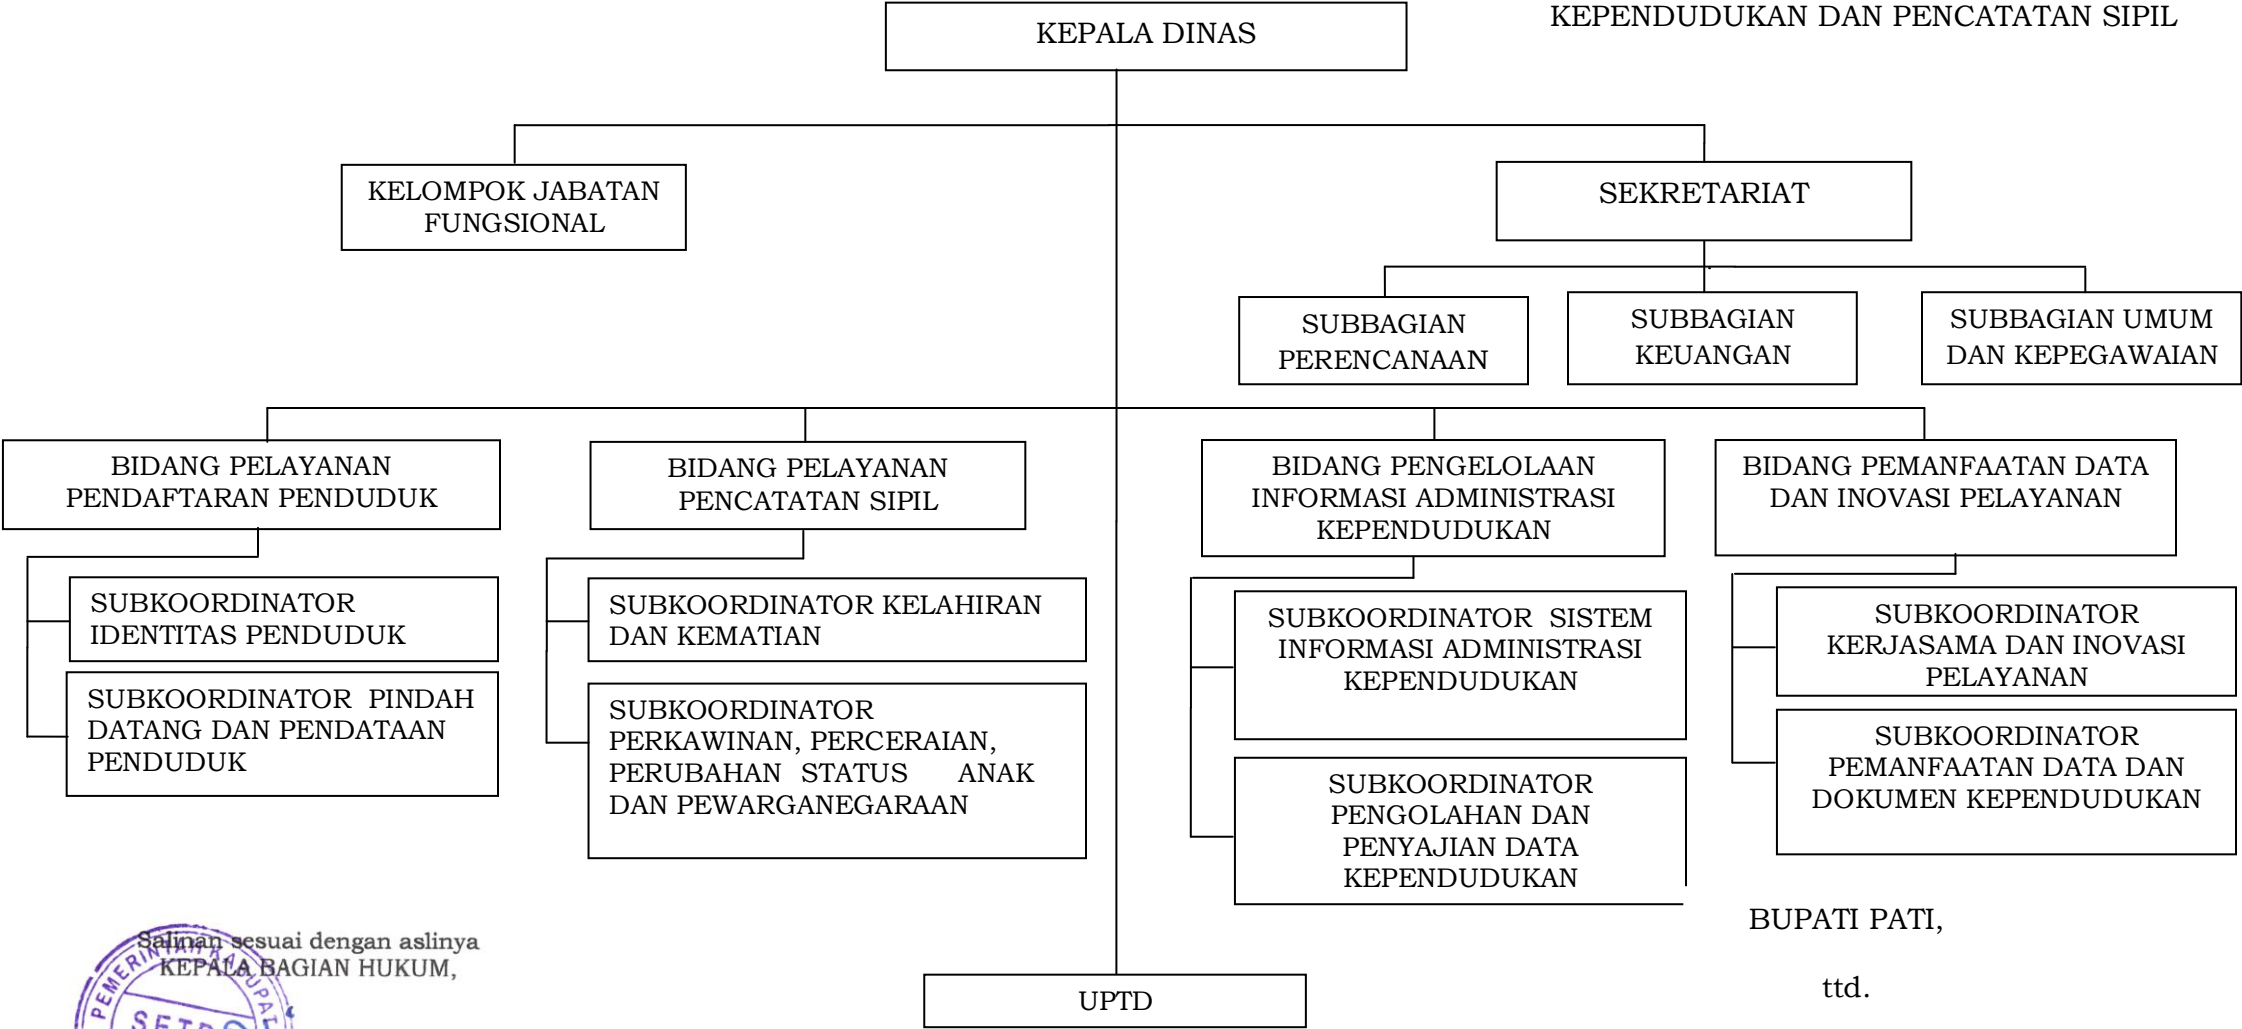 KEPENDUDUKAN DAN PENCATATAN SIPIL
KEPALA DINAS
KELOMPOK JABATAN
FUNGSIONAL
SEKRETARIAT
SUBBAGIAN
PERENCANAAN
SUBBAGIAN
KEUANGAN
SUBBAGIAN UMUM
DAN KEPEGAWAIAN
BIDANG PELAYANAN
PENDAFTARAN PENDUDUK
BIDANG PELAYANAN
PENCATATAN SIPIL
BIDANG PENGELOLAAN
INFORMASI ADMINISTRASI
KEPENDUDUKAN
BIDANG PEMANFAATAN DATA
DAN INOVASI PELAYANAN
SUBKOORDINATOR
IDENTITAS PENDUDUK
SUBKOORDINATOR PINDAH
DATANG DAN PENDATAAN
PENDUDUK
SUBKOORDINATOR KELAHIRAN
DAN KEMATIAN
SUBKOORDINATOR
PERKAWINAN, PERCERAIAN,
PERUBAHAN STATUS ANAK
DAN PEWARGANEGARAAN
SUBKOORDINATOR SISTEM
INFORMASI ADMINISTRASI
KEPENDUDUKAN
SUBKOORDINATOR
PENGOLAHAN DAN
PENYAJIAN DATA
KEPENDUDUKAN
SUBKOORDINATOR
KERJASAMA DAN INOVASI
PELAYANAN
SUBKOORDINATOR
PEMANFAATAN DATA DAN
DOKUMEN KEPENDUDUKAN
UPTD
Salinan sesuai dengan aslinya
KEPALA BAGIAN HUKUM,
BUPATI PATI,
ttd.